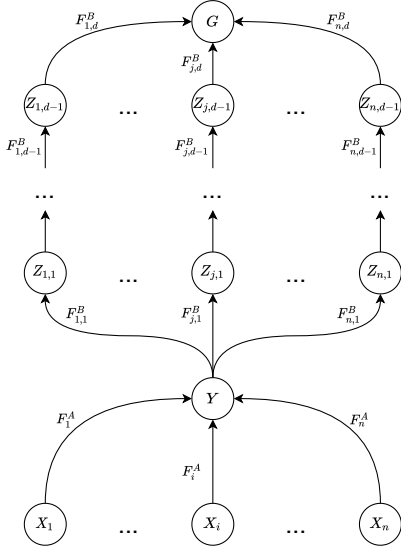 G
F^B_{1,d} F^B_{j,d} F^B_{n,d}
Z_{1,d−1} ... Z_{j,d−1} ... Z_{n,d−1}
F^B_{1,d−1} F^B_{j,d−1} F^B_{n,d−1}
... ... ...
Z_{1,1} ... Z_{j,1} ... Z_{n,1}
F^B_{1,1} F^B_{j,1} F^B_{n,1}
Y
F^A_1 F^A_i F^A_n
X_1 ... X_i ... X_n